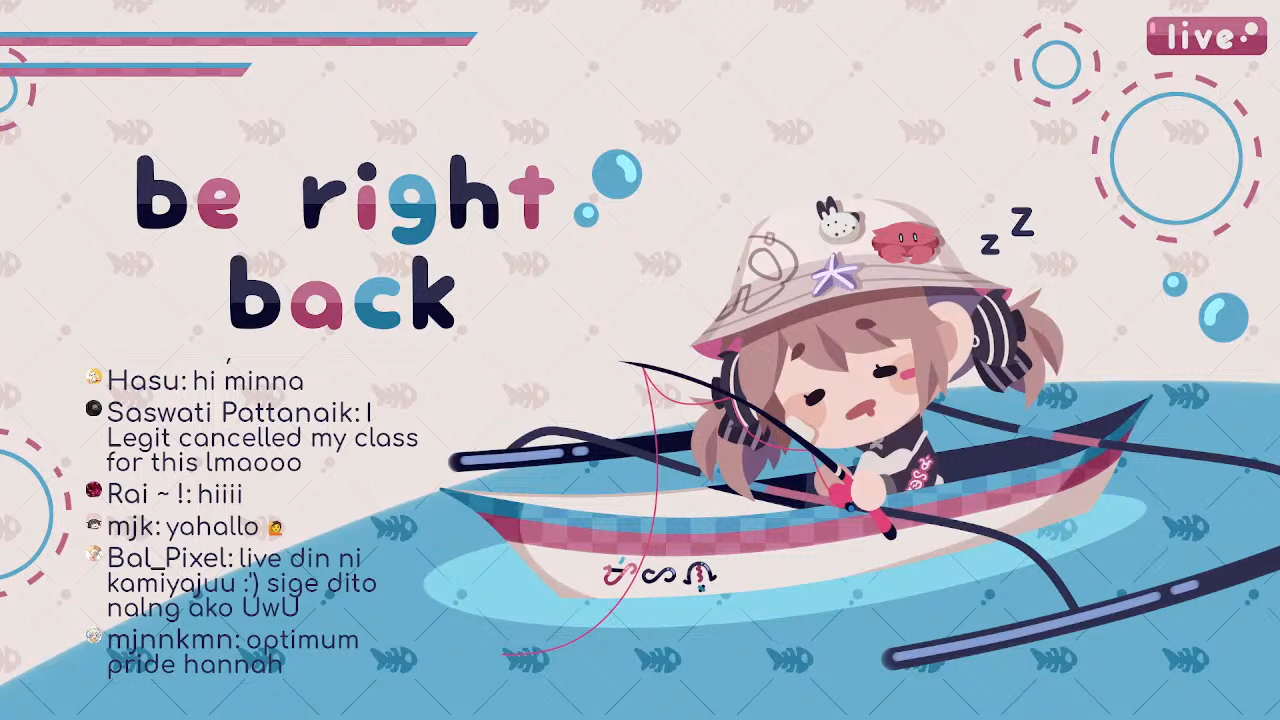 live
be right
back
Hasu: hi minna
Saswati Pattanaik: I
Legit cancelled my class
for this lmaooo
Rai ~ !: hiiii
mjk: yahallo 🙋
Bal_Pixel: live din ni
kamiyajuu :') sige dito
nalng ako UwU
mjnnkmn: optimum
pride hannah
z z